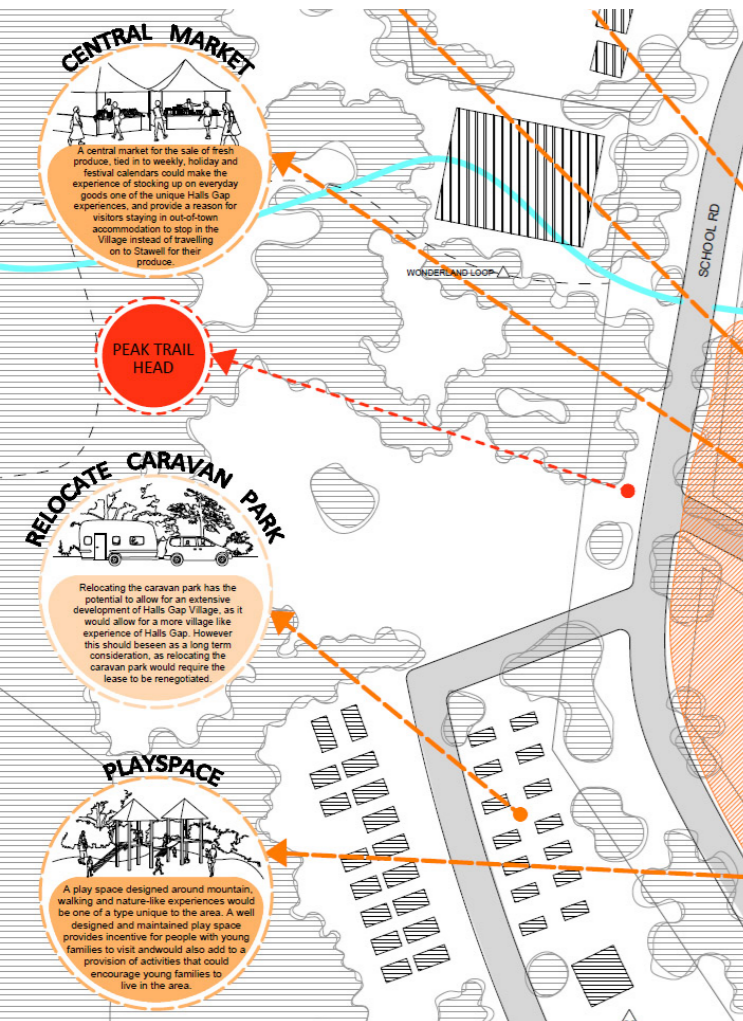 CENTRAL MARKET
A central market for the sale of fresh
produce, tied in to weekly, holiday and
festival calendars could make the
experience of stocking up on everyday
goods one of the unique Halls Gap
experiences, and provide a reason for
visitors staying in out-of-town
accommodation to stop in the
Village instead of travelling
on to Stawell for their
produce.
WONDERLAND LOOP
SCHOOL RD
PEAK TRAIL
HEAD
RELOCATE CARAVAN PARK
Relocating the caravan park has the
potential to allow for an extensive
development of Halls Gap Village, as it
would allow for a more village like
experience of Halls Gap. However
this should beseen as a long term
consideration, as relocating the
caravan park would require the
lease to be renegotiated.
PLAYSPACE
A play space designed around mountain,
walking and nature-like experiences would
be one of a type unique to the area. A well
designed and maintained play space
provides incentive for people with young
families to visit andwould also add to a
provision of activities that could
encourage young families to
live in the area.